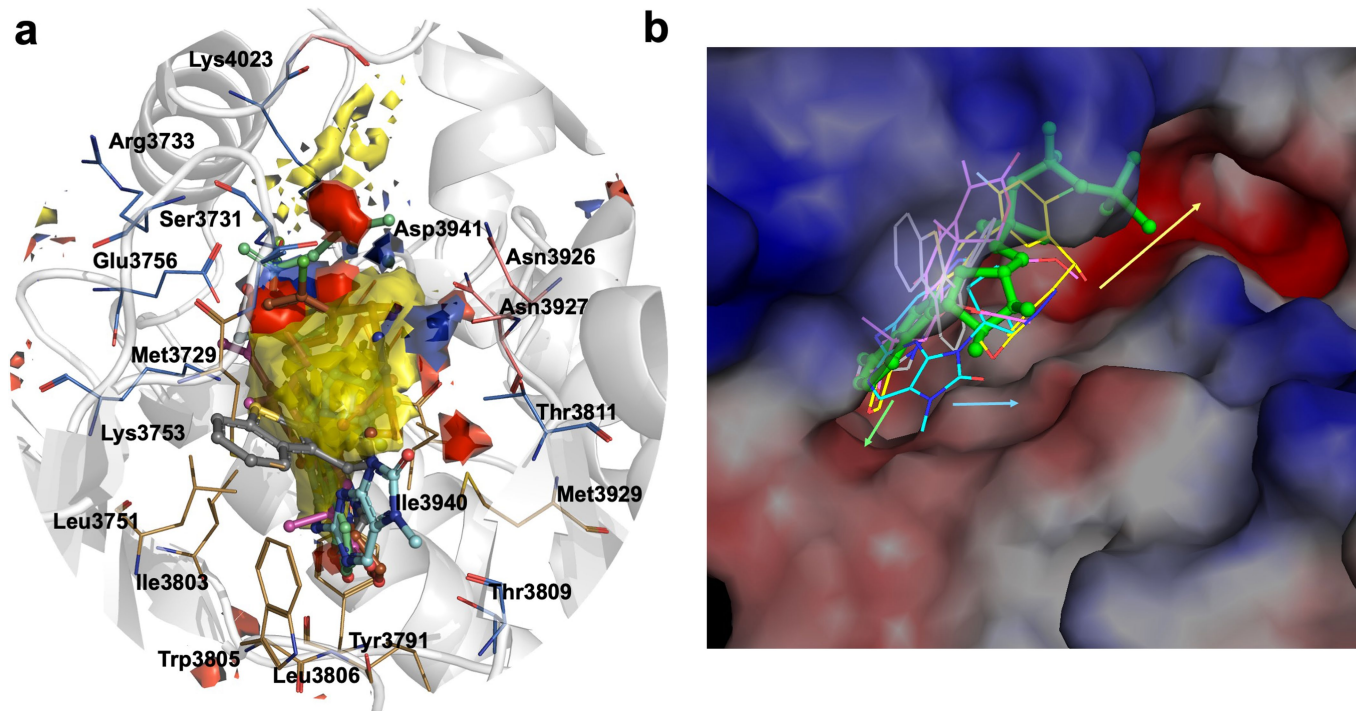 a
b
Lys4023
Arg3733
Ser3731
Asp3941
Glu3756
Asn3926
Asn3927
Met3729
Thr3811
Lys3753
Ile3940
Met3929
Leu3751
Ile3803
Thr3809
Tyr3791
Trp3805
Leu3806